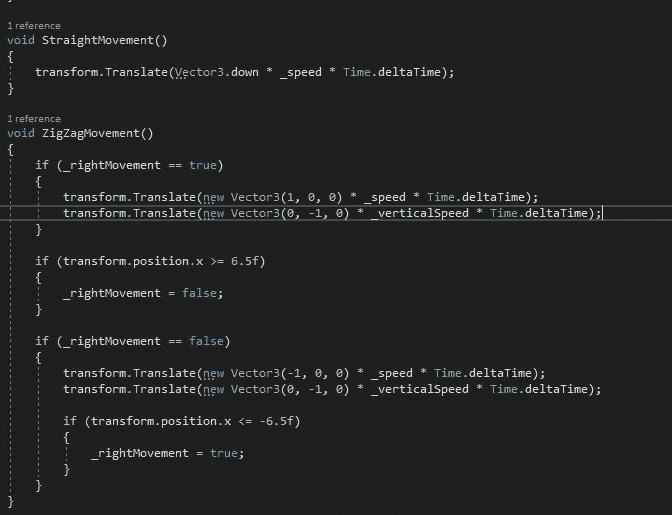 1 reference
void StraightMovement()
{
transform.Translate(Vector3.down * _speed * Time.deltaTime);
}
1 reference
void ZigZagMovement()
{
if (_rightMovement == true)
{
transform.Translate(new Vector3(1, 0, 0) * _speed * Time.deltaTime);
transform.Translate(new Vector3(0, -1, 0) * _verticalSpeed * Time.deltaTime);
}
if (transform.position.x >= 6.5f)
{
_rightMovement = false;
}
if (_rightMovement == false)
{
transform.Translate(new Vector3(-1, 0, 0) * _speed * Time.deltaTime);
transform.Translate(new Vector3(0, -1, 0) * _verticalSpeed * Time.deltaTime);
if (transform.position.x <= -6.5f)
{
_rightMovement = true;
}
}
}